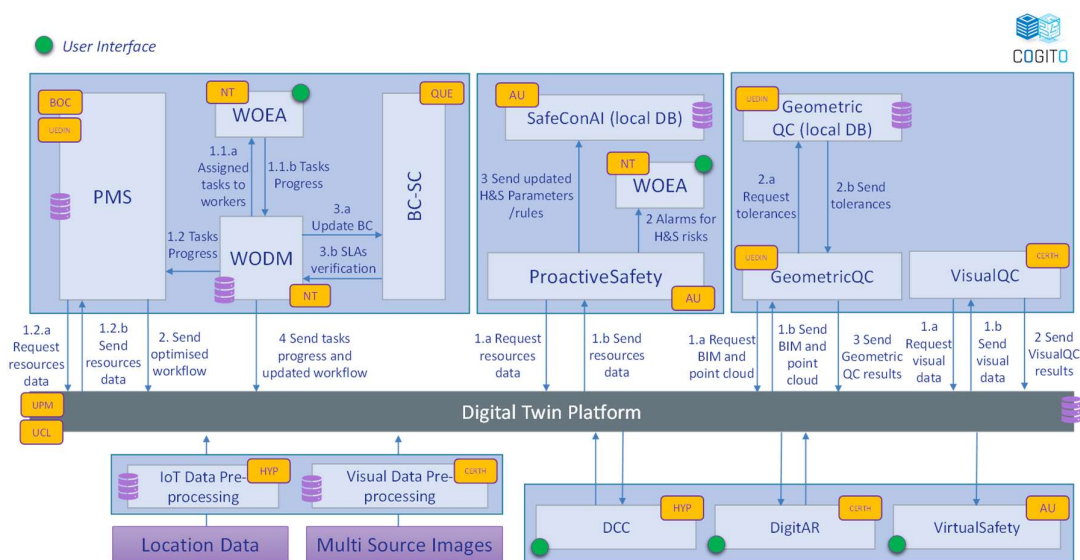 User Interface
COGITO
BOC
UEDIN
PMS
NT
WOEA
1.1.a
Assigned
tasks to
workers
1.1.b Tasks
Progress
1.2 Tasks
Progress
WODM
NT
3.a
Update BC
3.b SLAs
verification
QUE
BC-SC
AU
SafeConAI (local DB)
NT
WOEA
3 Send updated
H&S Parameters
/rules
2 Alarms for
H&S risks
ProactiveSafety
AU
UEDIN
Geometric
QC (local DB)
2.a
Request
tolerances
2.b Send
tolerances
UEDIN
GeometricQC
CERTH
VisualQC
1.2.a
Request
resources
data
1.2.b
Send
resources
data
2. Send
optimised
workflow
4 Send tasks
progress and
updated workflow
1.a Request
resources
data
1.b Send
resources
data
1.a Request
BIM and
point cloud
1.b Send
BIM and
point
cloud
3 Send
Geometric
QC results
1.a
Request
visual
data
1.b
Send
visual
data
2 Send
VisualQC
results
UPM
UCL
Digital Twin Platform
IoT Data Pre-
processing
HYP
Visual Data Pre-
processing
CERTH
Location Data
Multi Source Images
DCC
HYP
DigitAR
CERTH
VirtualSafety
AU